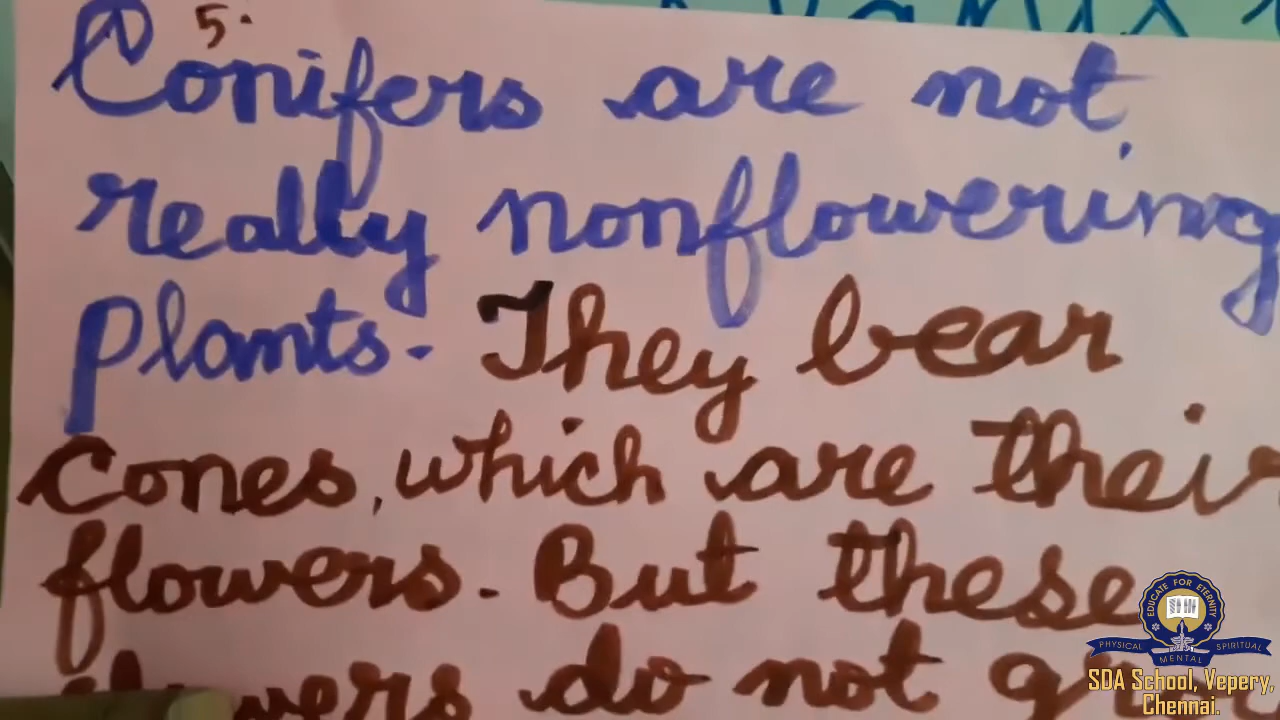 5.
Conifers are not
really nonflowering
plants. They bear
cones, which are their
flowers. But these
flowers do not
EDUCATE FOR ETERNITY
PHYSICAL MENTAL SPIRITUAL
SDA School, Vepery,
Chennai.